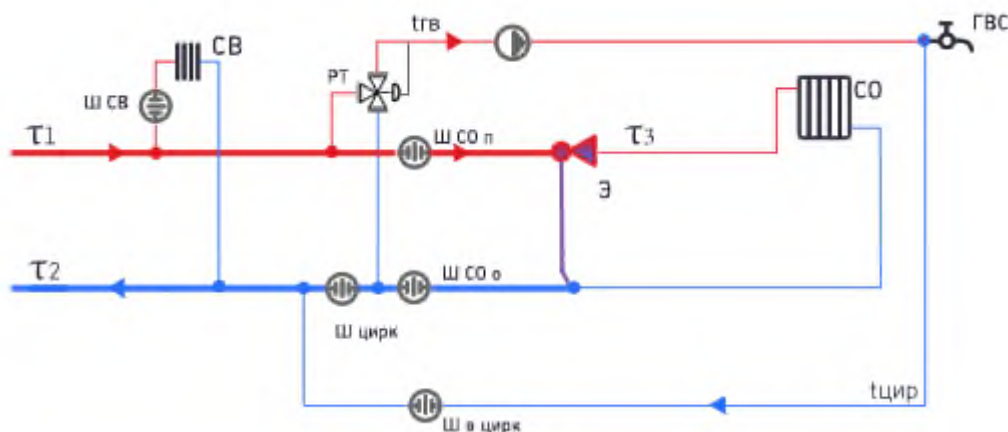 tгв
ГВС
СВ
РТ
СО
Ш СВ
τ1
Ш СО п
τ3
Э
τ2
Ш СО о
Ш цирк
tцир
Ш в цирк